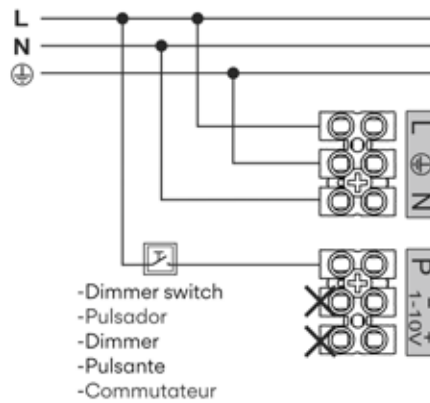 L
N
L
N
P
- +
1-10V
-Dimmer switch
-Pulsador
-Dimmer
-Pulsante
-Commutateur